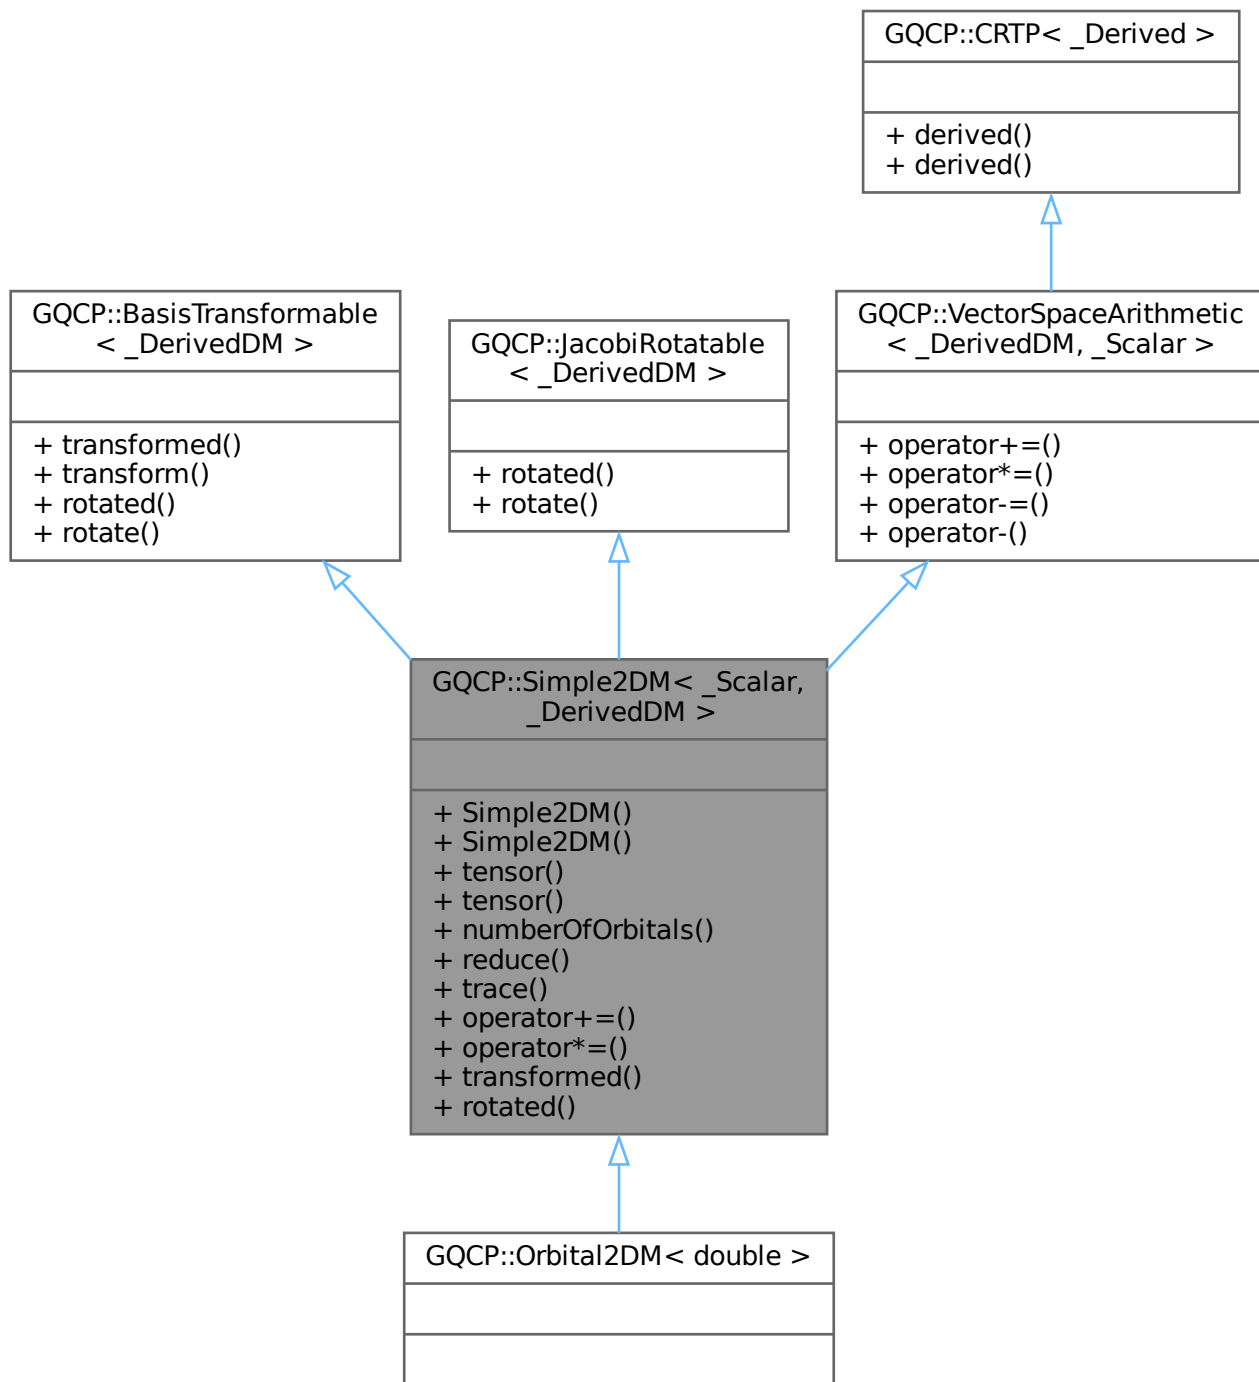 GQCP::CRTP< _Derived >
+ derived()
+ derived()
GQCP::BasisTransformable
< _DerivedDM >
+ transformed()
+ transform()
+ rotated()
+ rotate()
GQCP::JacobiRotatable
< _DerivedDM >
+ rotated()
+ rotate()
GQCP::VectorSpaceArithmetic
< _DerivedDM, _Scalar >
+ operator+=()
+ operator*=()
+ operator-=()
+ operator-()
GQCP::Simple2DM< _Scalar,
_DerivedDM >
+ Simple2DM()
+ Simple2DM()
+ tensor()
+ tensor()
+ numberOfOrbitals()
+ reduce()
+ trace()
+ operator+=()
+ operator*=()
+ transformed()
+ rotated()
GQCP::Orbital2DM< double >